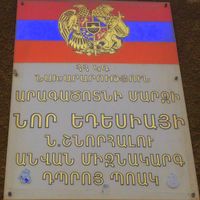 ՀՀ ԿԳ
ՆԱԽԱՐԱՐՈՒԹՅՈՒՆ
ԱՐԱԳԱԾՈՏՆԻ ՄԱՐԶԻ
ՆՈՐ ԵԴԵՍԻԱՅԻ
Ն.ՇՆՈՐՀԱԼՈՒ
ԱՆՎԱՆ ՄԻՋՆԱԿԱՐԳ
ԴՊՐՈՑ ՊՈԱԿ